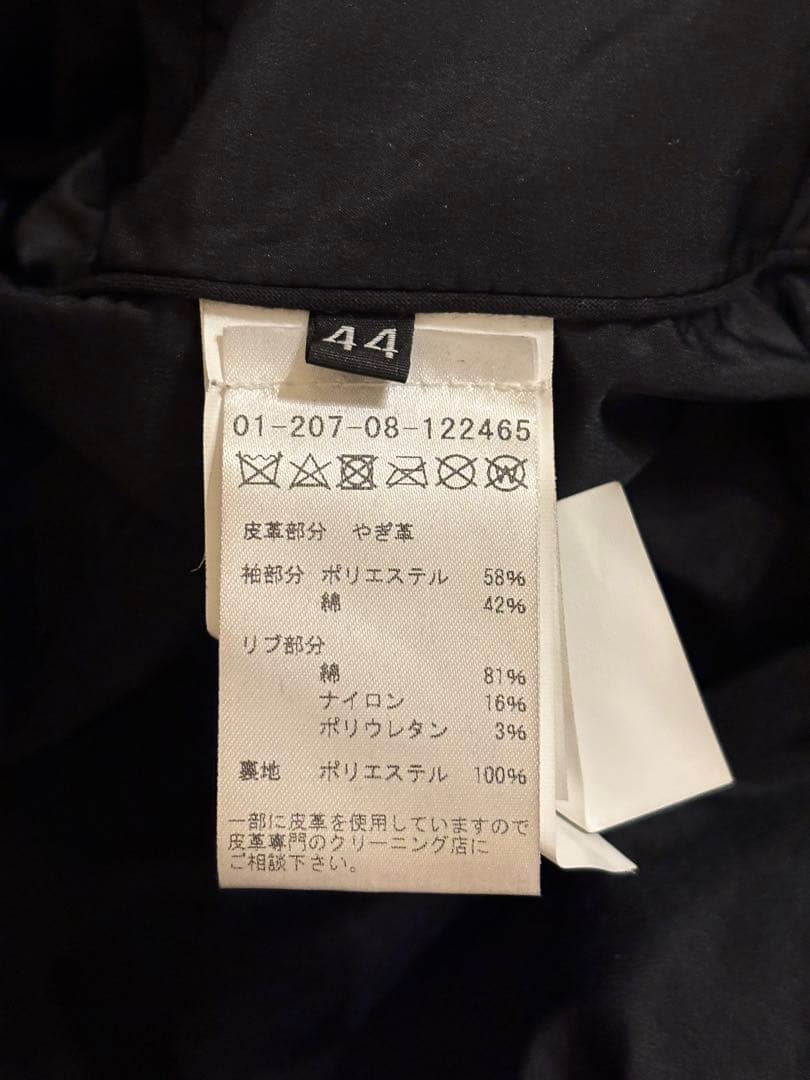 44
01-207-08-122465
W
皮革部分 やぎ革
袖部分 ポリエステル 58%
綿 42%
リブ部分
綿 81%
ナイロン 16%
ポリウレタン 3%
裏地 ポリエステル 100%
一部に皮革を使用していますので
皮革専門のクリーニング店に
ご相談下さい。